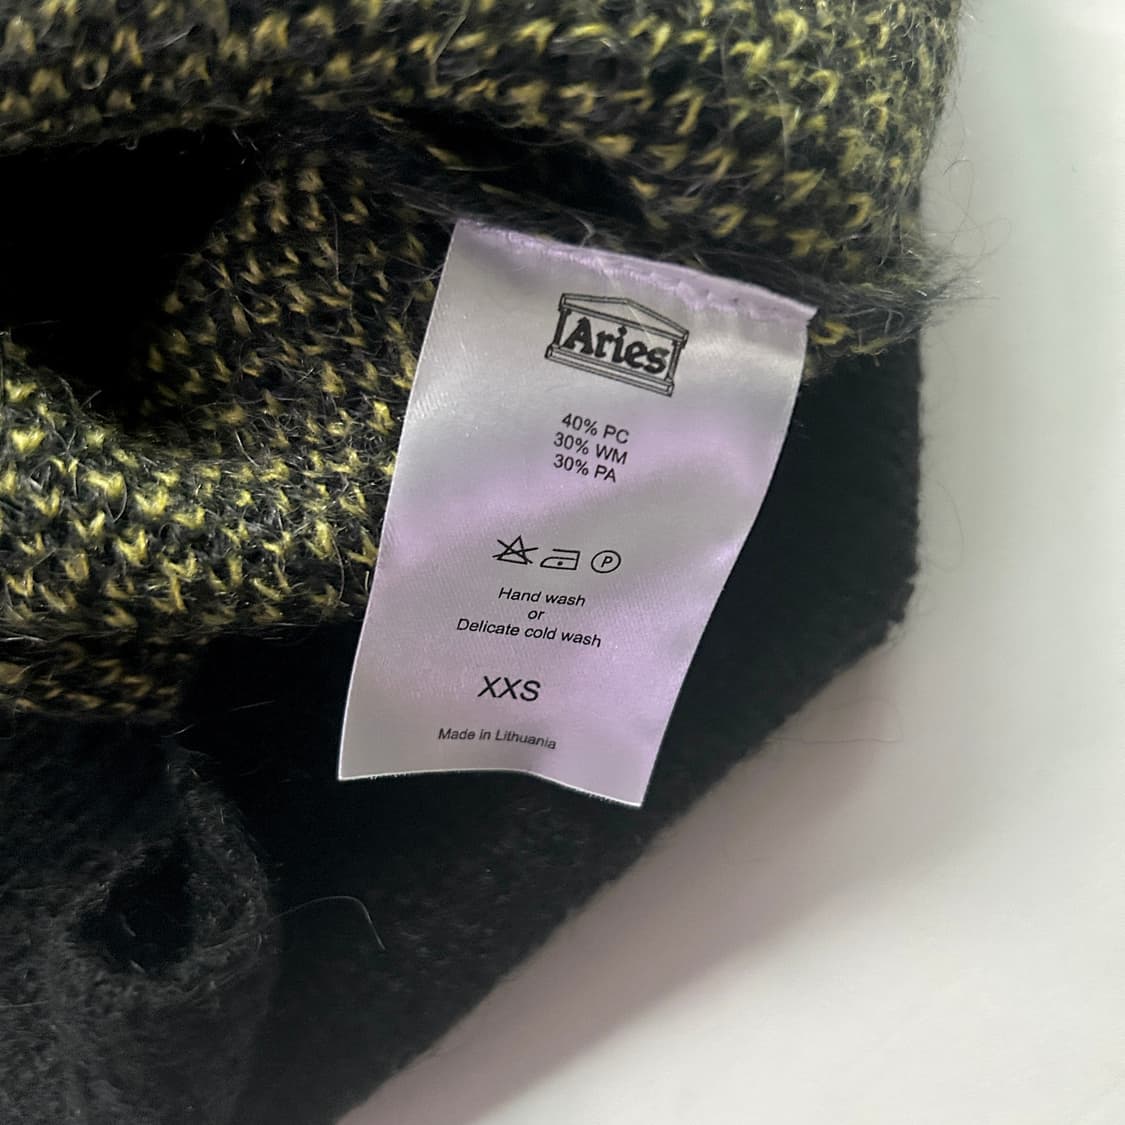 Aries
40% PC
30% WM
30% PA
P
Hand wash
or
Delicate cold wash
XXS
Made in Lithuania